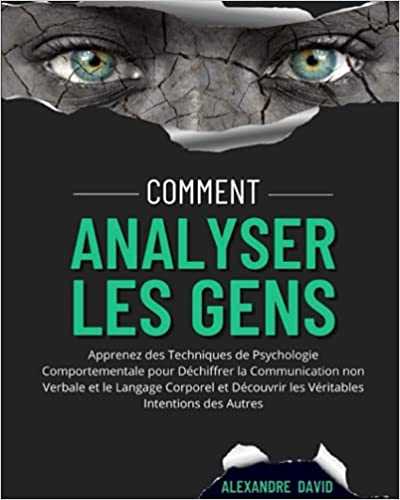 COMMENT
ANALYSER
LES GENS
Apprenez des Techniques de Psychologie
Comportementale pour Déchiffrer la Communication non
Verbale et le Langage Corporel et Découvrir les Véritables
Intentions des Autres
ALEXANDRE DAVID